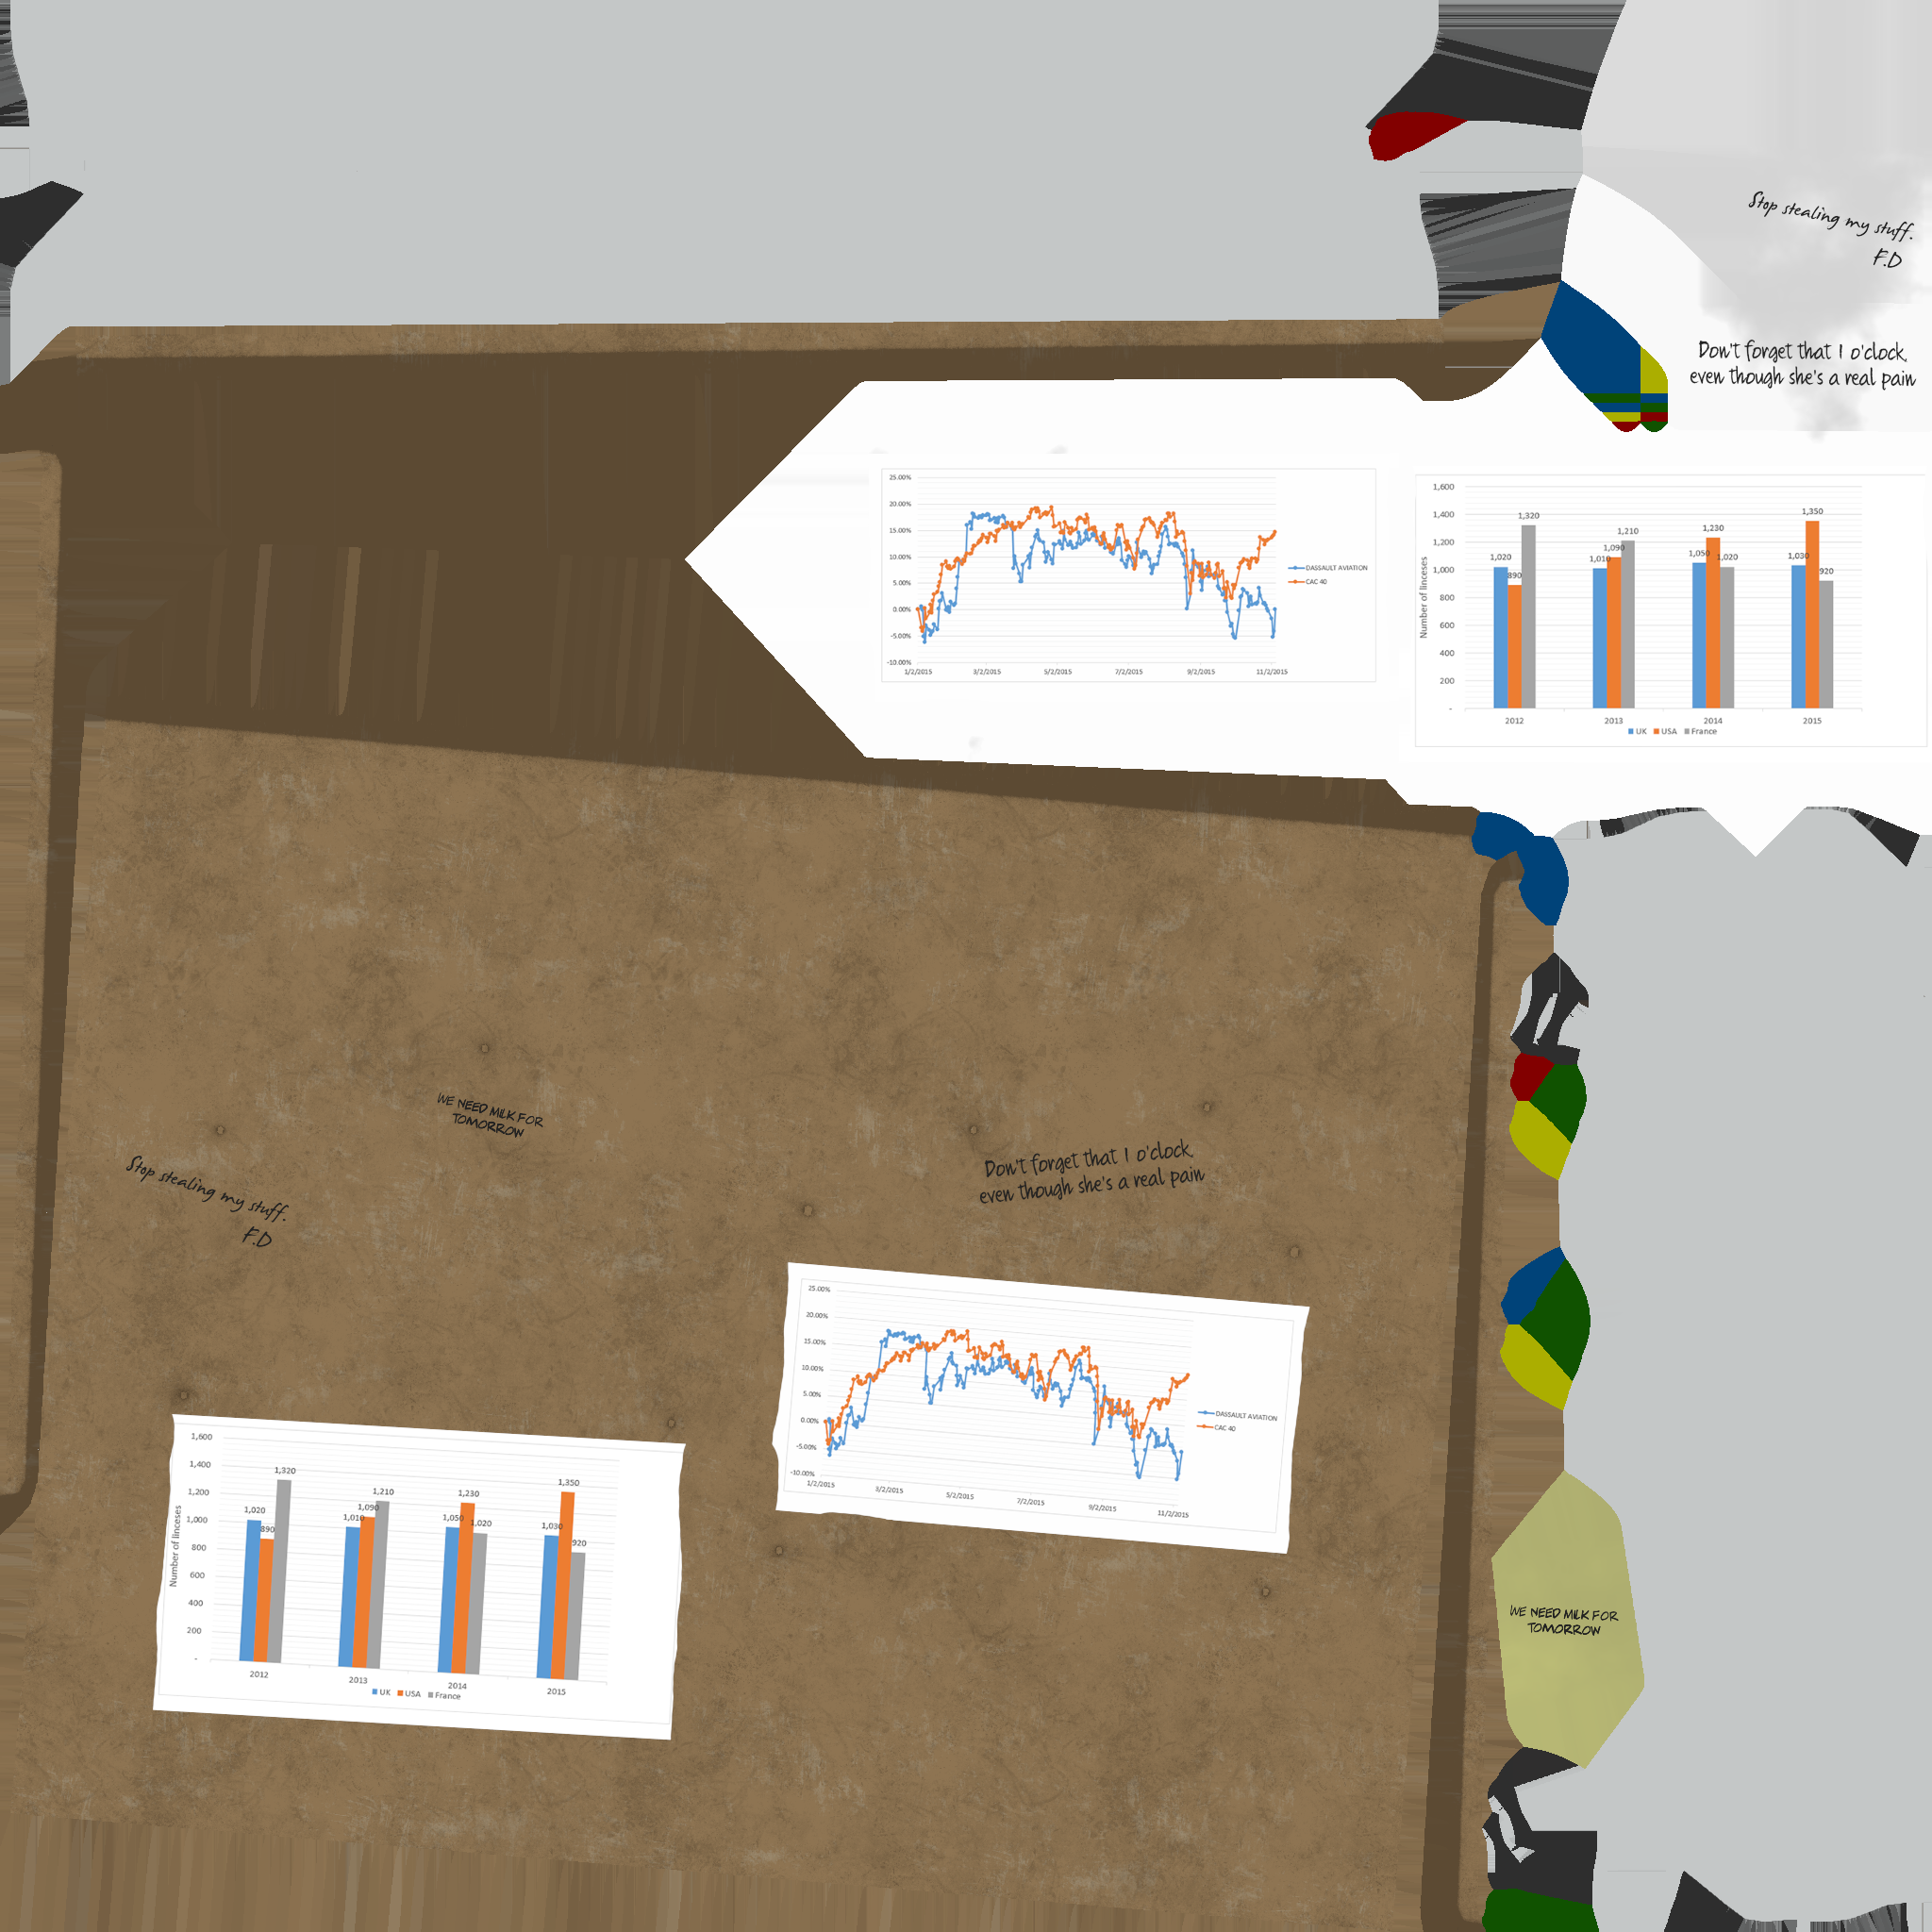 Stop stealing my stuff.
F.D
Don't forget that I o'clock,
even though she's a real pain
25.00%
20.00%
15.00%
10.00%
5.00%
0.00%
-5.00%
-10.00%
1/2/2015 3/2/2015 5/2/2015 7/2/2015 9/2/2015 11/2/2015
DASSAULT AVIATION
CAC 40
1,600
1,400
1,200
1,000
800
600
400
200
-
Number of linceses
1,020 890 1,320
1,010 1,090 1,210
1,050 1,230 1,020
1,030 1,350 920
2012 2013 2014 2015
UK USA France
WE NEED MILK FOR
TOMORROW
Stop stealing my stuff.
F.D
Don't forget that I o'clock,
even though she's a real pain
25.00%
20.00%
15.00%
10.00%
5.00%
0.00%
-5.00%
-10.00%
1/2/2015 3/2/2015 5/2/2015 7/2/2015 9/2/2015 11/2/2015
DASSAULT AVIATION
CAC 40
1,600
1,400
1,200
1,000
800
600
400
200
-
Number of linceses
1,020 890 1,320
1,010 1,090 1,210
1,050 1,230 1,020
1,030 1,350 920
2012 2013 2014 2015
UK USA France
WE NEED MILK FOR
TOMORROW